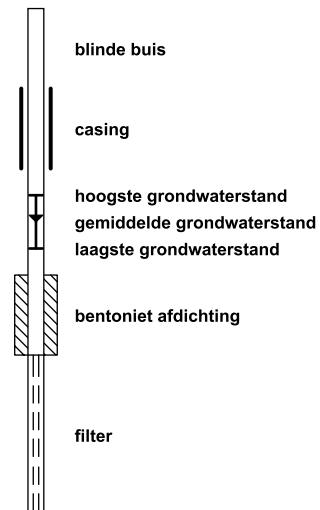 blinde buis
casing
hoogste grondwaterstand
gemiddelde grondwaterstand
laagste grondwaterstand
bentoniet afdichting
filter